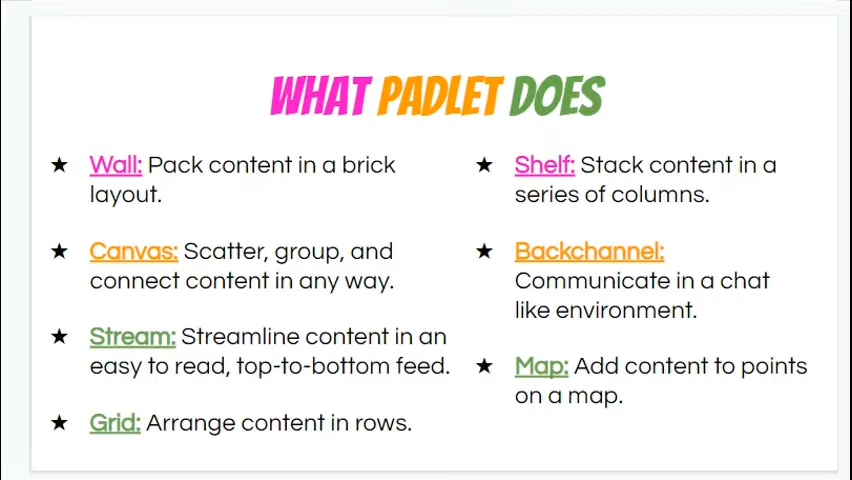 WHAT PADLET DOES
★ Wall: Pack content in a brick
layout.
★ Canvas: Scatter, group, and
connect content in any way.
★ Stream: Streamline content in an
easy to read, top-to-bottom feed.
★ Grid: Arrange content in rows.
★ Shelf: Stack content in a
series of columns.
★ Backchannel:
Communicate in a chat
like environment.
★ Map: Add content to points
on a map.